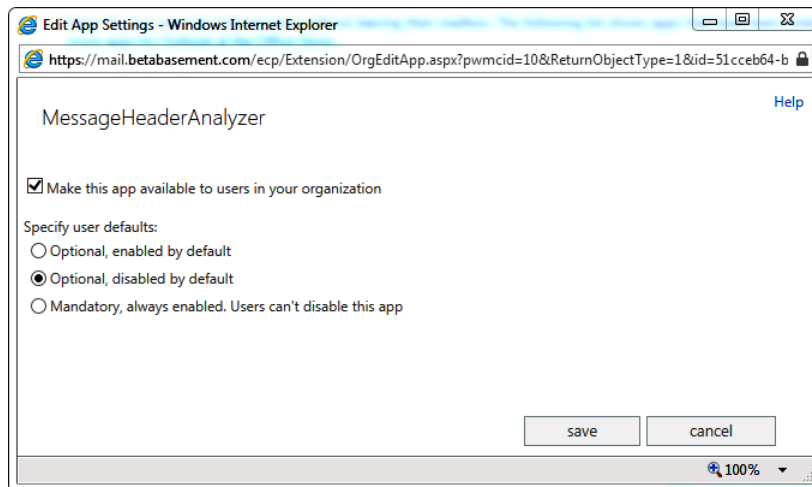 Edit App Settings - Windows Internet Explorer
https://mail.betabasement.com/ecp/Extension/OrgEditApp.aspx?pwmcid=10&ReturnObjectType=1&id=51cceb64-b
Help
MessageHeaderAnalyzer
Make this app available to users in your organization
Specify user defaults:
Optional, enabled by default
Optional, disabled by default
Mandatory, always enabled. Users can't disable this app
save cancel
100%